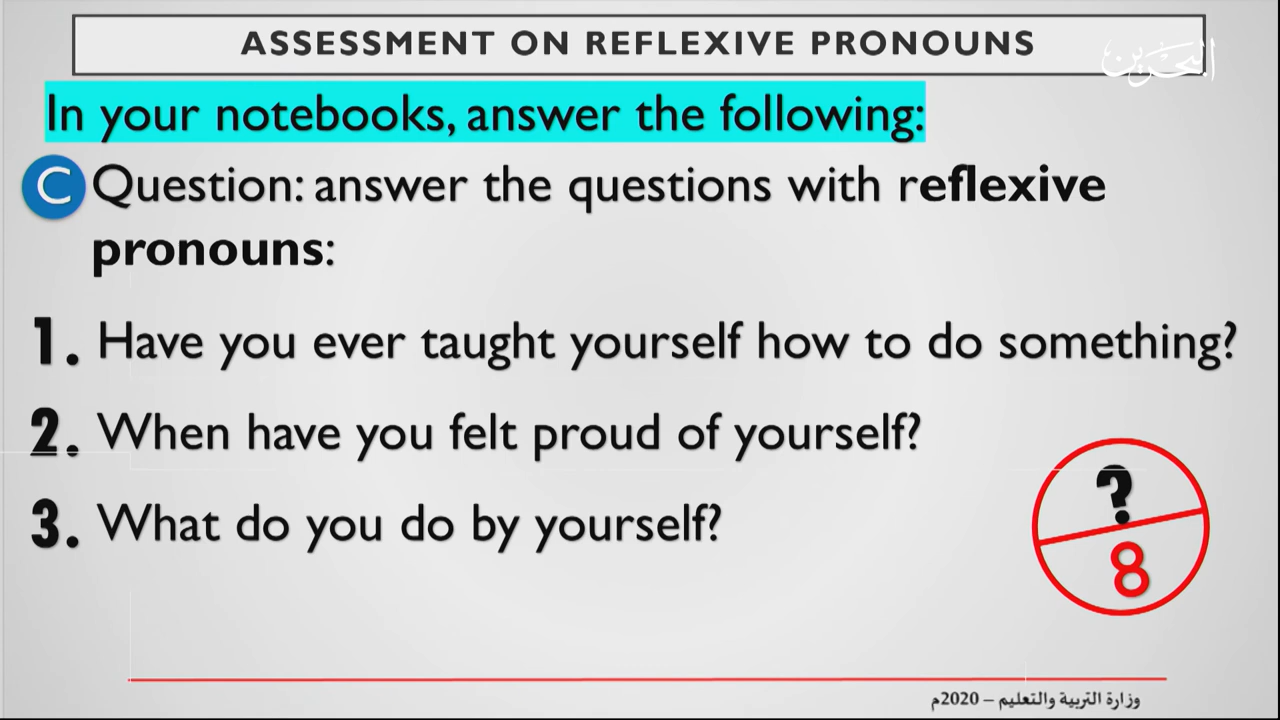 ASSESSMENT ON REFLEXIVE PRONOUNS
البحرين
In your notebooks, answer the following:
C Question: answer the questions with reflexive
pronouns:
1. Have you ever taught yourself how to do something?
2. When have you felt proud of yourself?
3. What do you do by yourself?
?
8
وزارة التربية والتعليم – 2020م